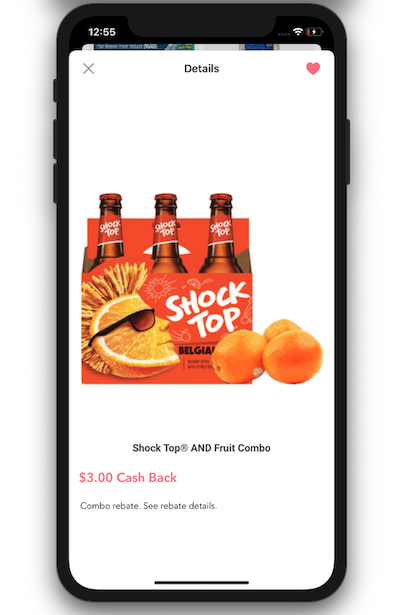 12:55
Details
SHOCK
TOP
SHOCK
TOP
SHOCK
TOP
SHOCK
TOP
BELGIA
Shock Top® AND Fruit Combo
$3.00 Cash Back
Combo rebate. See rebate details.